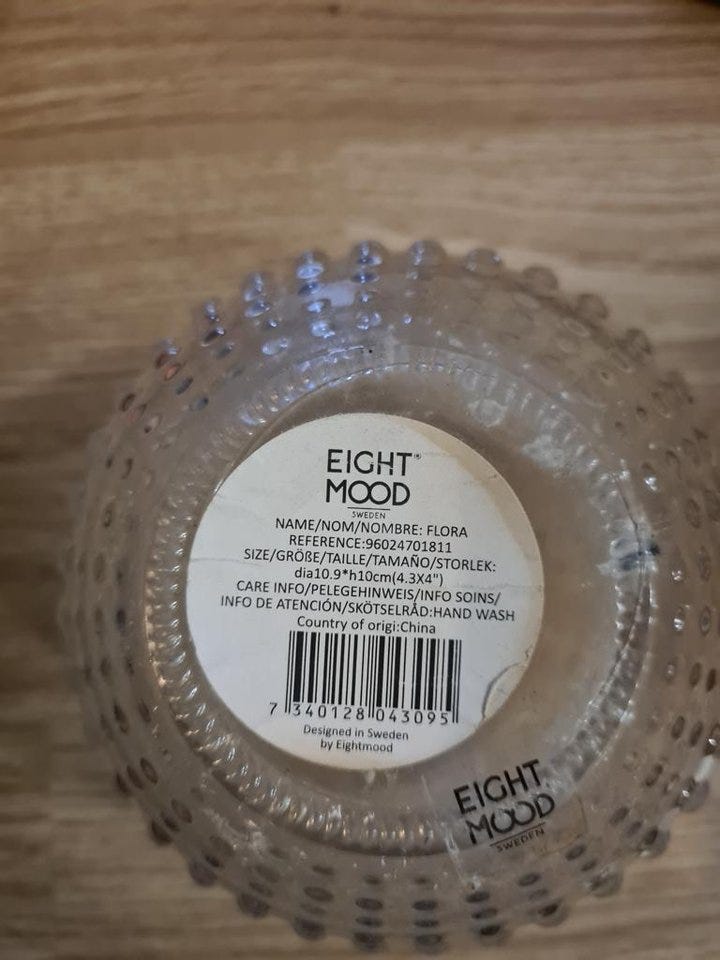 EIGHT®
MOOD
SWEDEN
NAME/NOM/NOMBRE: FLORA
REFERENCE:96024701811
SIZE/GRÖßE/TAILLE/TAMAÑO/STORLEK:
dia10.9*h10cm(4.3X4")
CARE INFO/PELEGEHINWEIS/INFO SOINS/
INFO DE ATENCIÓN/SKÖTSELRÅD:HAND WASH
Country of origi:China
7 340128 043095
Designed in Sweden
by Eightmood
EIGHT
MOOD
SWEDEN